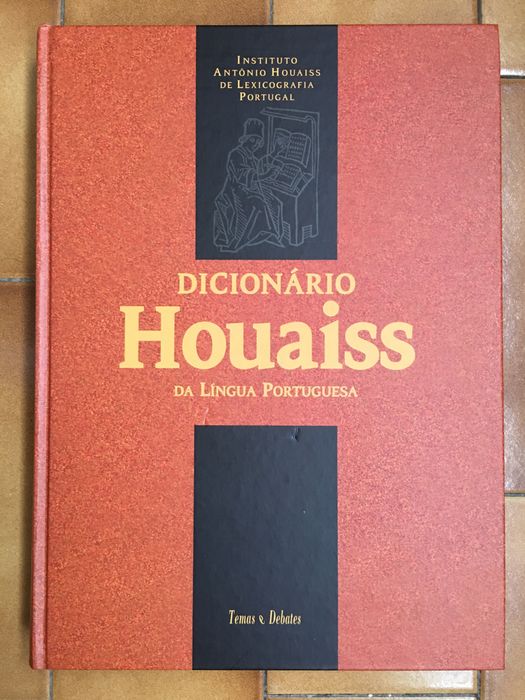 INSTITUTO
ANTÔNIO HOUAISS
DE LEXICOGRAFIA
PORTUGAL
DICIONÁRIO
Houaiss
DA LÍNGUA PORTUGUESA
Temas e Debates